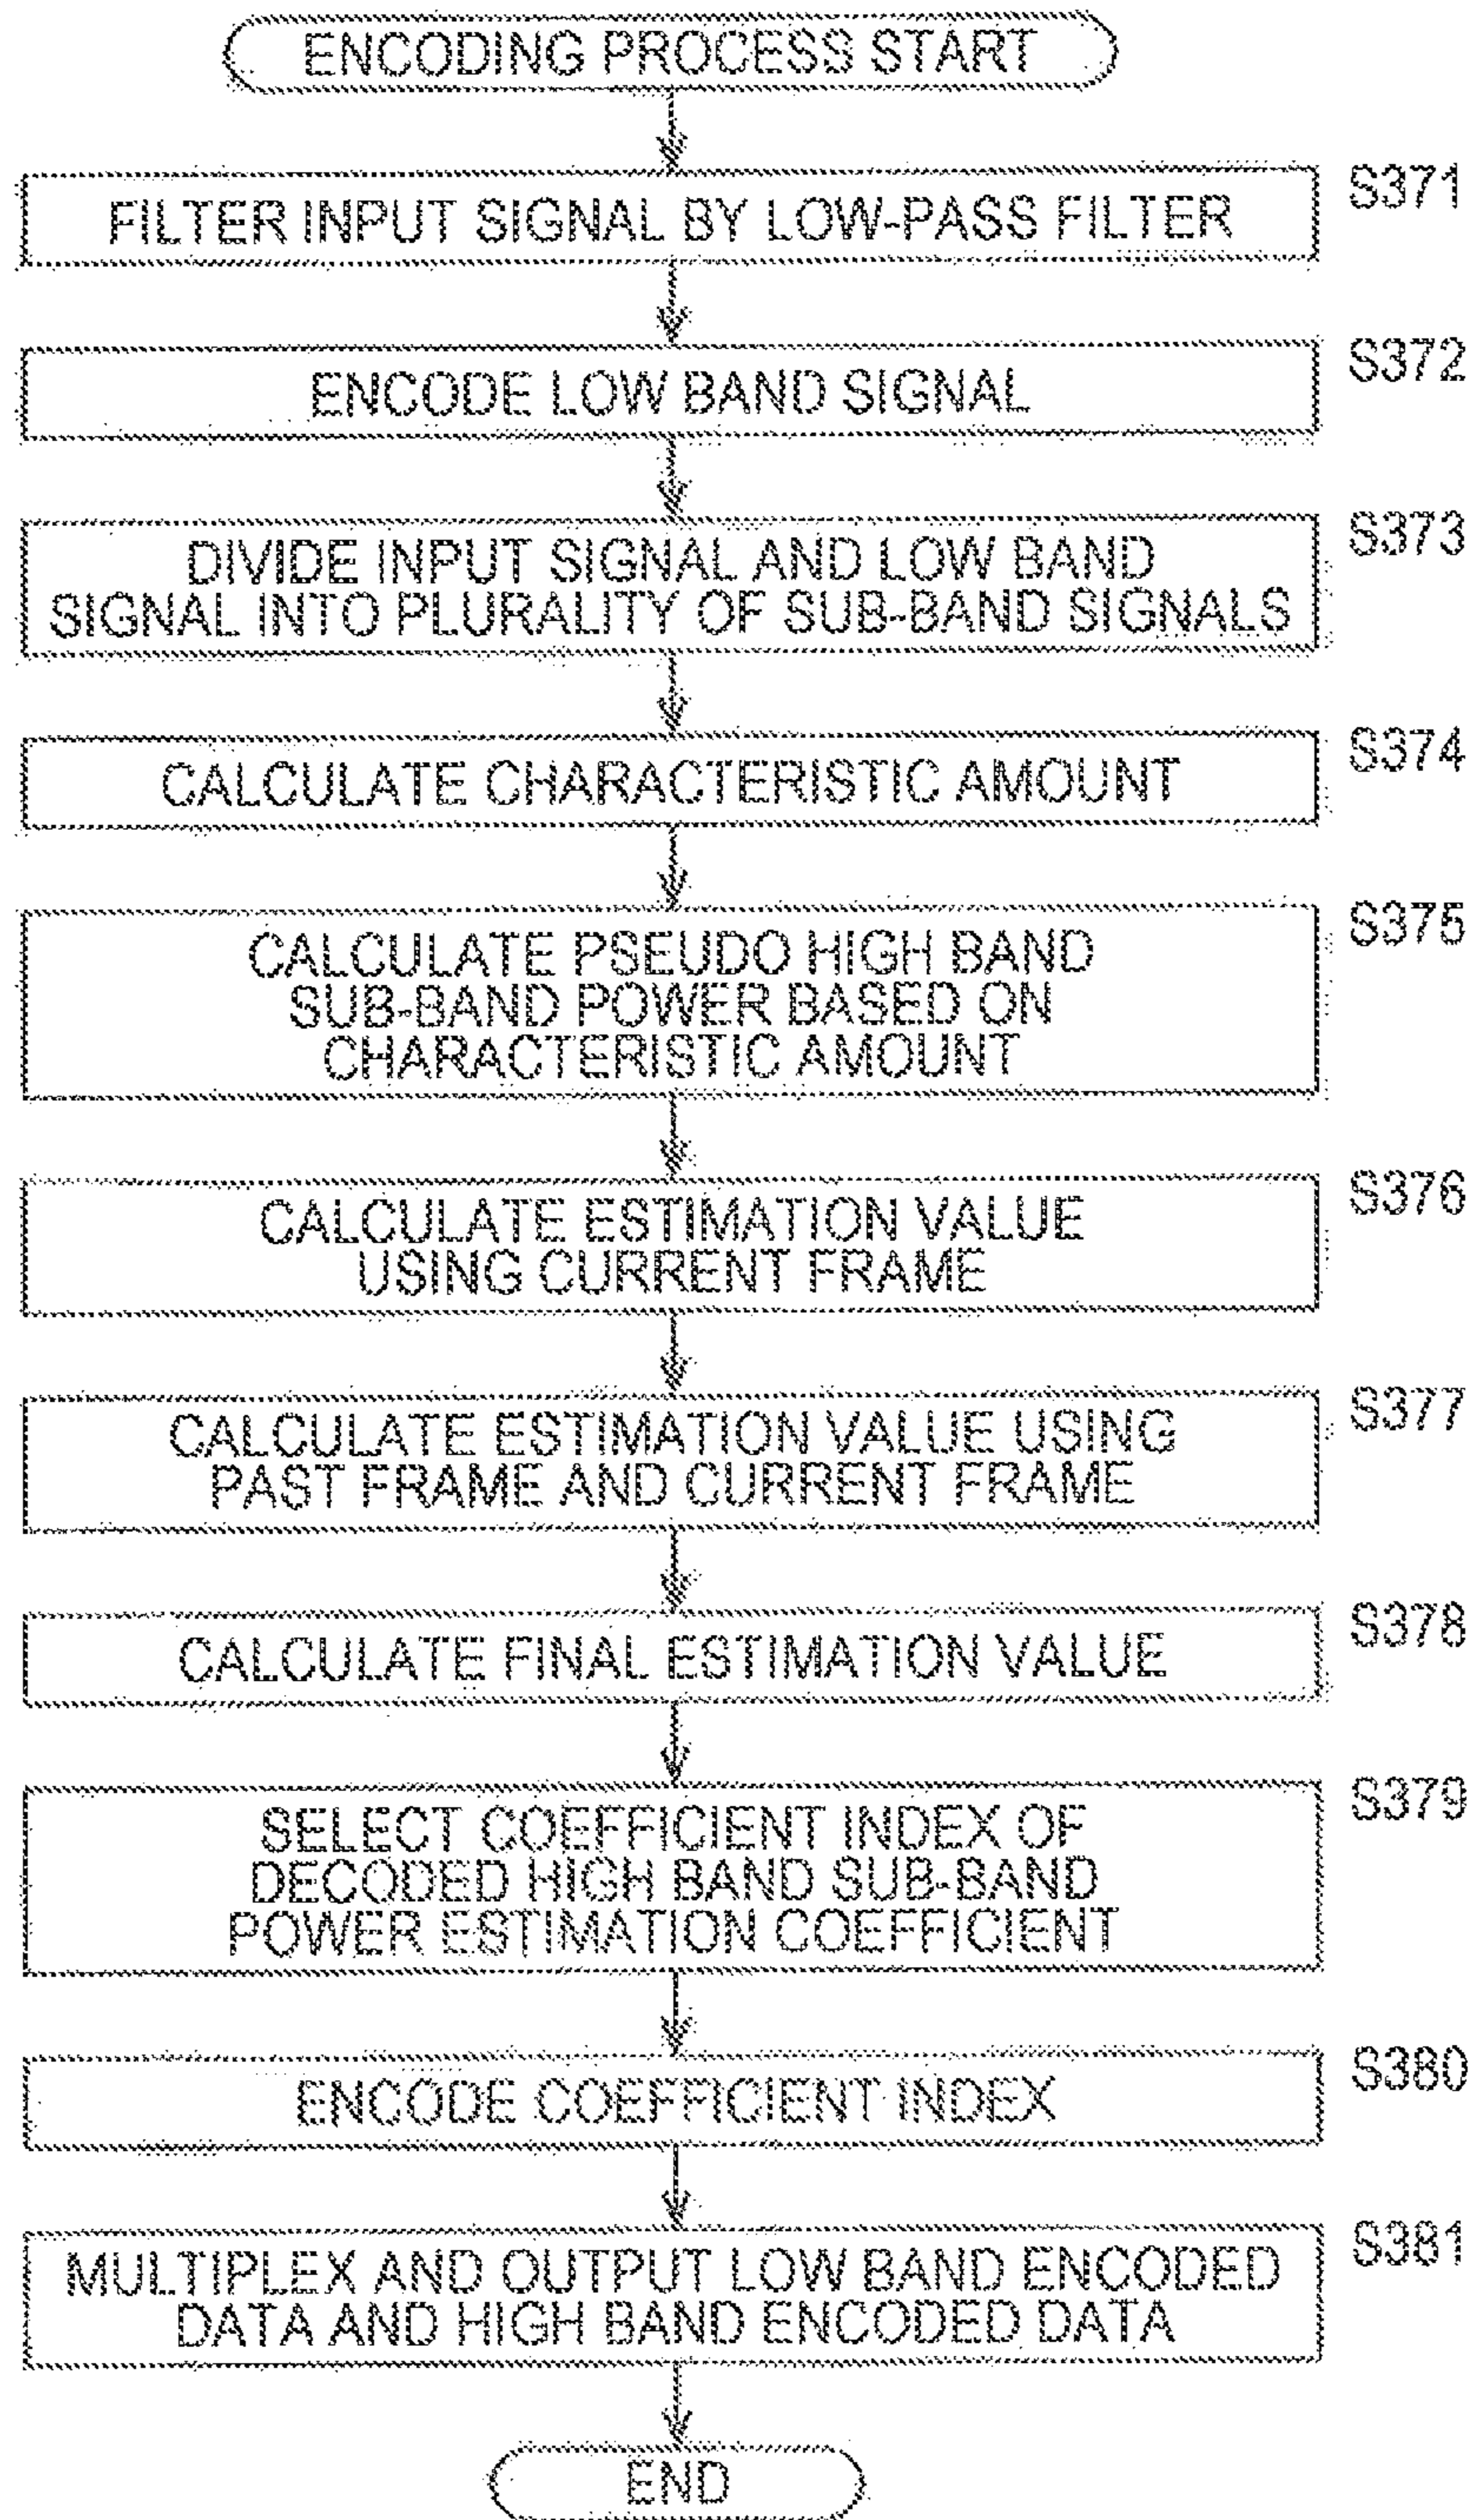 ENCODING PROCESS START
S371
FILTER INPUT SIGNAL BY LOW-PASS FILTER
S372
ENCODE LOW BAND SIGNAL
S373
DIVIDE INPUT SIGNAL AND LOW BAND
SIGNAL INTO PLURALITY OF SUB-BAND SIGNALS
S374
CALCULATE CHARACTERISTIC AMOUNT
S375
CALCULATE PSEUDO HIGH BAND
SUB-BAND POWER BASED ON
CHARACTERISTIC AMOUNT
S376
CALCULATE ESTIMATION VALUE
USING CURRENT FRAME
S377
CALCULATE ESTIMATION VALUE USING
PAST FRAME AND CURRENT FRAME
S378
CALCULATE FINAL ESTIMATION VALUE
S379
SELECT COEFFICIENT INDEX OF
DECODED HIGH BAND SUB-BAND
POWER ESTIMATION COEFFICIENT
S380
ENCODE COEFFICIENT INDEX
S381
MULTIPLEX AND OUTPUT LOW BAND ENCODED
DATA AND HIGH BAND ENCODED DATA
END